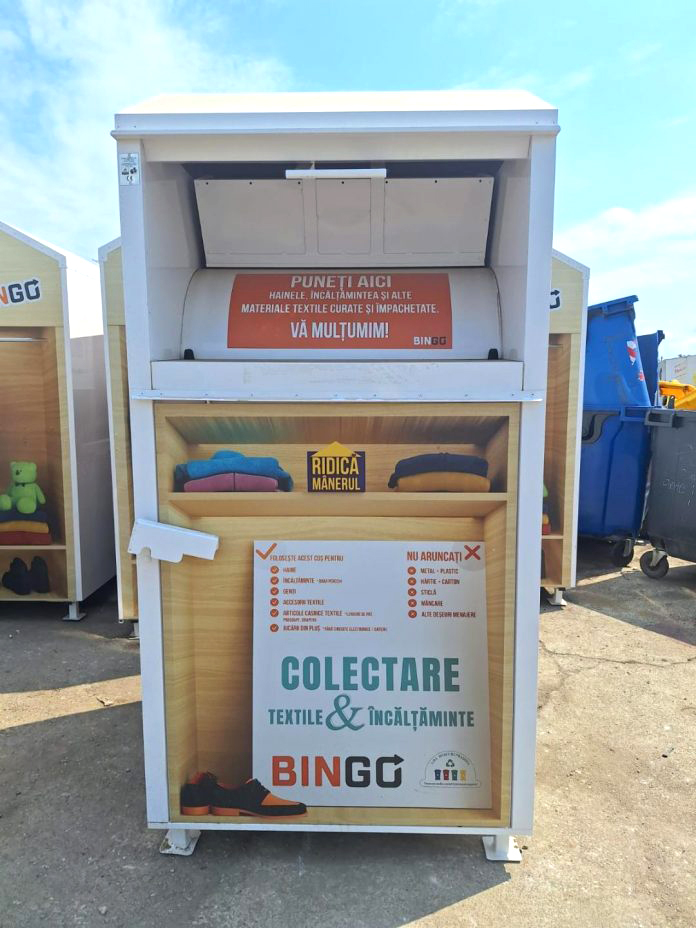 PUNEȚI AICI
HAINELE, ÎNCĂLȚĂMINTEA ȘI ALTE
MATERIALE TEXTILE CURATE ȘI ÎMPACHETATE.
VĂ MULȚUMIM!
BINGO
NGO
RIDICĂ
MÂNERUL
FOLOSEȘTE ACEST COȘ PENTRU
HAINE
ÎNCĂLȚĂMINTE
GENȚI
ACCESORII TEXTILE
ARTICOLE CASNICE TEXTILE
JUCĂRII DIN PLUȘ
NU ARUNCAȚI
METAL - PLASTIC
HÂRTIE - CARTON
STICLĂ
MÂNCARE
ALTE DEȘEURI MENAJERE
COLECTARE
TEXTILE & ÎNCĂLȚĂMINTE
BINGO